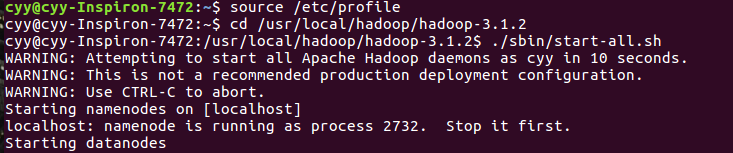 cyy@cyy-Inspiron-7472:~$ source /etc/profile
cyy@cyy-Inspiron-7472:~$ cd /usr/local/hadoop/hadoop-3.1.2
cyy@cyy-Inspiron-7472:/usr/local/hadoop/hadoop-3.1.2$ ./sbin/start-all.sh
WARNING: Attempting to start all Apache Hadoop daemons as cyy in 10 seconds.
WARNING: This is not a recommended production deployment configuration.
WARNING: Use CTRL-C to abort.
Starting namenodes on [localhost]
localhost: namenode is running as process 2732.  Stop it first.
Starting datanodes